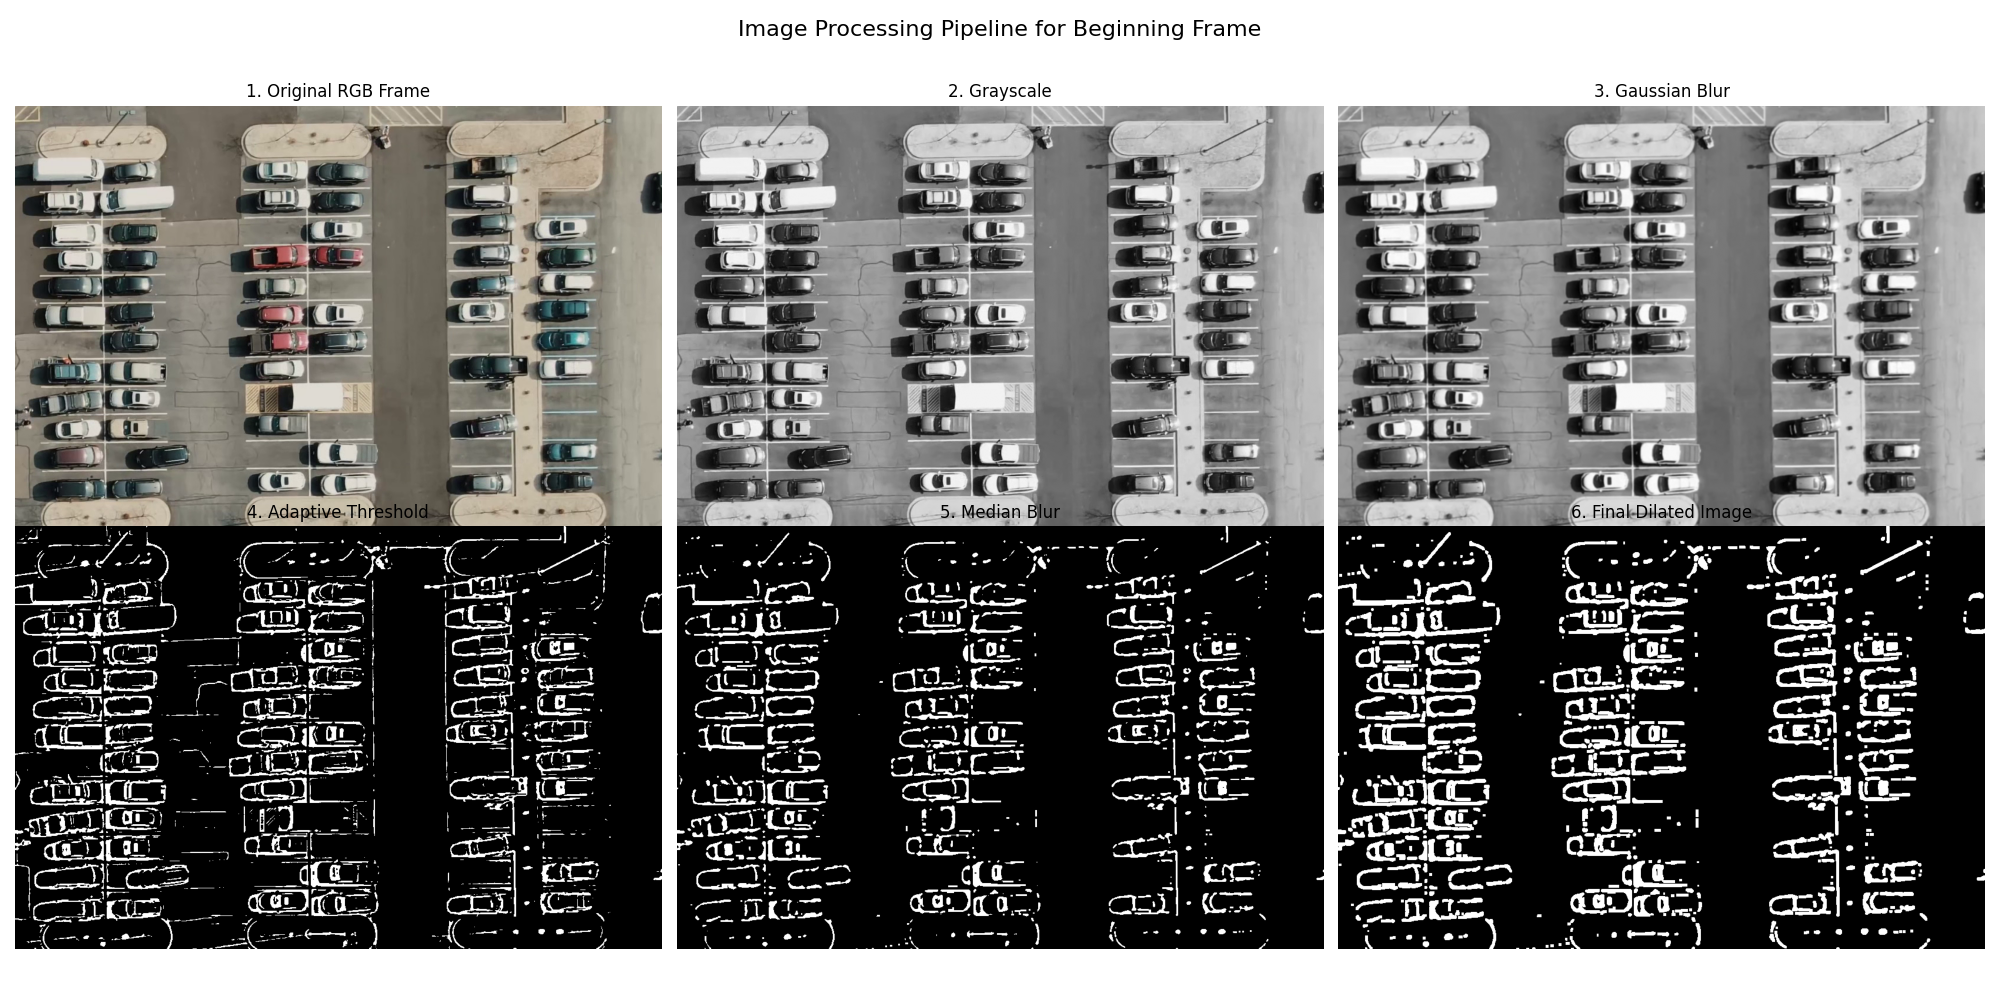 Image Processing Pipeline for Beginning Frame
1. Original RGB Frame
2. Grayscale
3. Gaussian Blur
4. Adaptive Threshold
5. Median Blur
6. Final Dilated Image